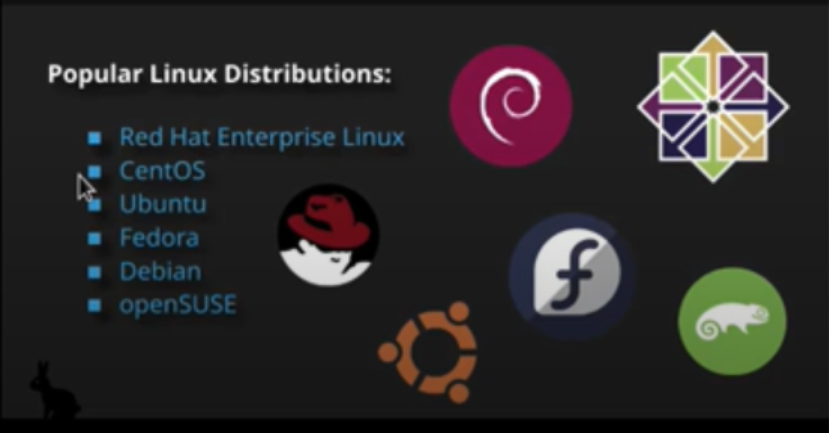 Popular Linux Distributions:
Red Hat Enterprise Linux
CentOS
Ubuntu
Fedora
Debian
openSUSE